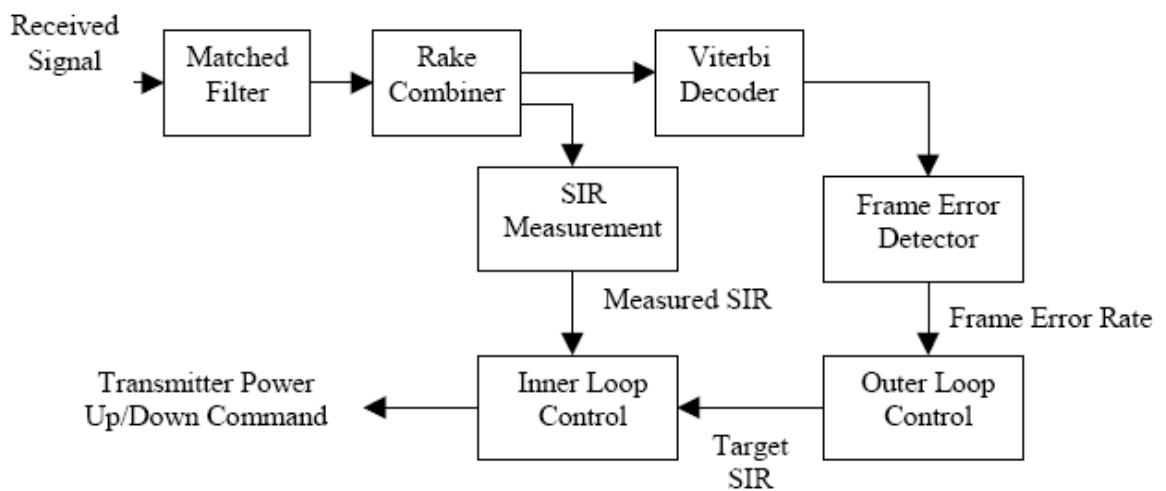 Received
Signal
Matched
Filter
Rake
Combiner
Viterbi
Decoder
SIR
Measurement
Frame Error
Detector
Measured SIR
Frame Error Rate
Transmitter Power
Up/Down Command
Inner Loop
Control
Outer Loop
Control
Target
SIR